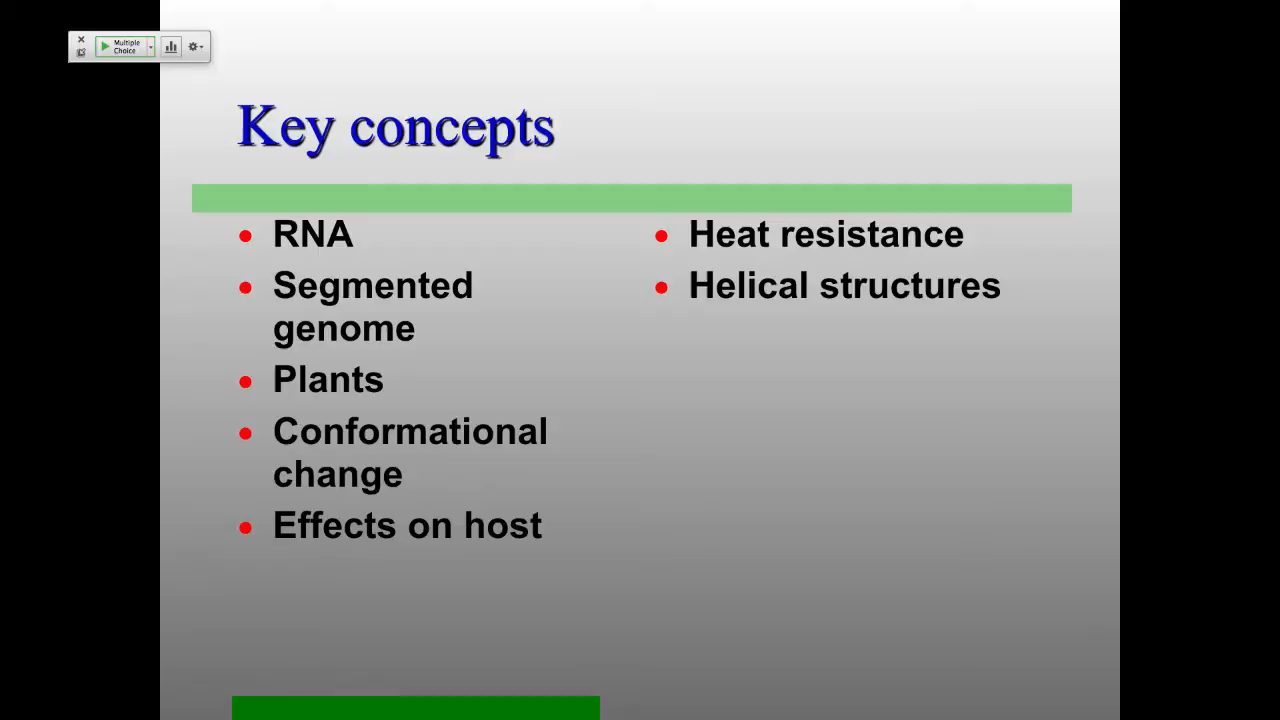 Multiple
Choice
Key concepts
RNA
Segmented
genome
Plants
Conformational
change
Effects on host
Heat resistance
Helical structures